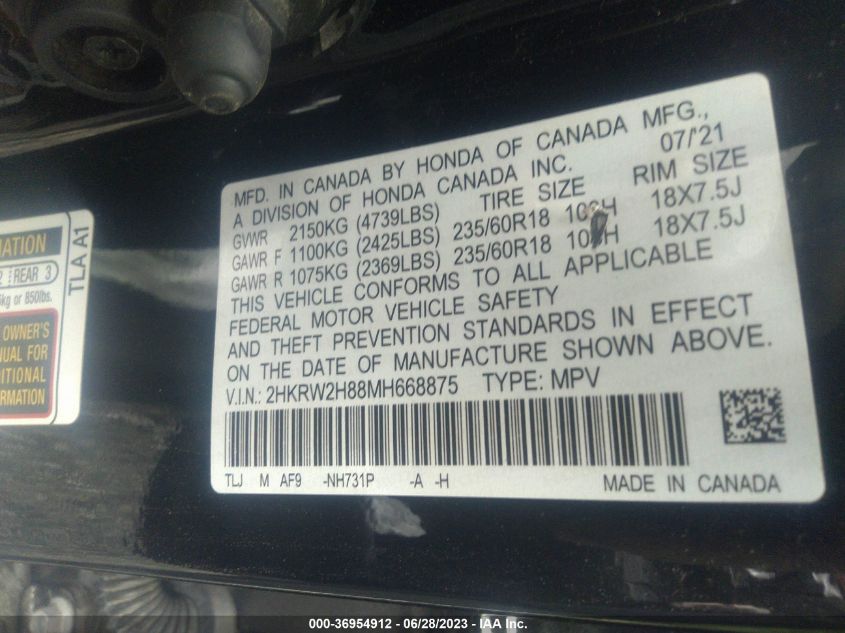 MFD. IN CANADA BY HONDA OF CANADA MFG.,
A DIVISION OF HONDA CANADA INC. 07/'21
GVWR 2150KG (4739LBS) TIRE SIZE RIM SIZE
GAWR F 1100KG (2425LBS) 235/60R18 18X7.5J
GAWR R 1075KG (2369LBS) 235/60R18 18X7.5J
THIS VEHICLE CONFORMS TO ALL APPLICABLE
FEDERAL MOTOR VEHICLE SAFETY
AND THEFT PREVENTION STANDARDS IN EFFECT
ON THE DATE OF MANUFACTURE SHOWN ABOVE.
V.I.N.: 2HKRW2H88MH668875 TYPE: MPV
TLJ M AF9 -NH731P -A -H MADE IN CANADA
TLA A1
REAR 3
kg or 850lbs.
OWNER'S
FOR
000-36954912 - 06/28/2023 - IAA Inc.